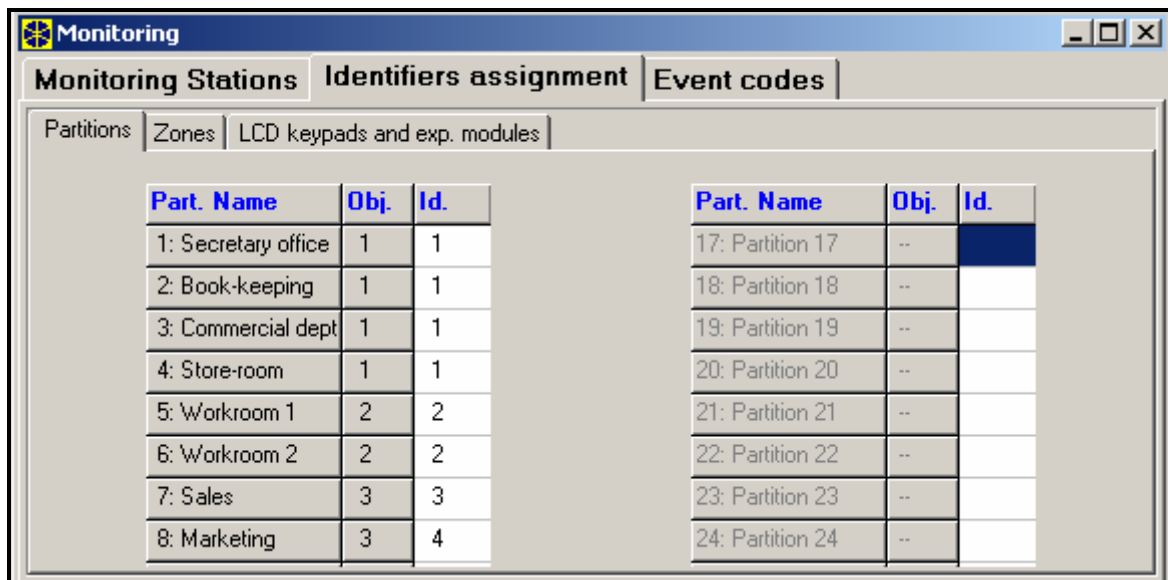 Monitoring
Monitoring Stations Identifiers assignment Event codes
Partitions Zones LCD keypads and exp. modules
Part. Name Obj. Id. Part. Name Obj. Id.
1: Secretary office 1 1 17: Partition 17 --
2: Book-keeping 1 1 18: Partition 18 --
3: Commercial dept 1 1 19: Partition 19 --
4: Store-room 1 1 20: Partition 20 --
5: Workroom 1 2 2 21: Partition 21 --
6: Workroom 2 2 2 22: Partition 22 --
7: Sales 3 3 23: Partition 23 --
8: Marketing 3 4 24: Partition 24 --